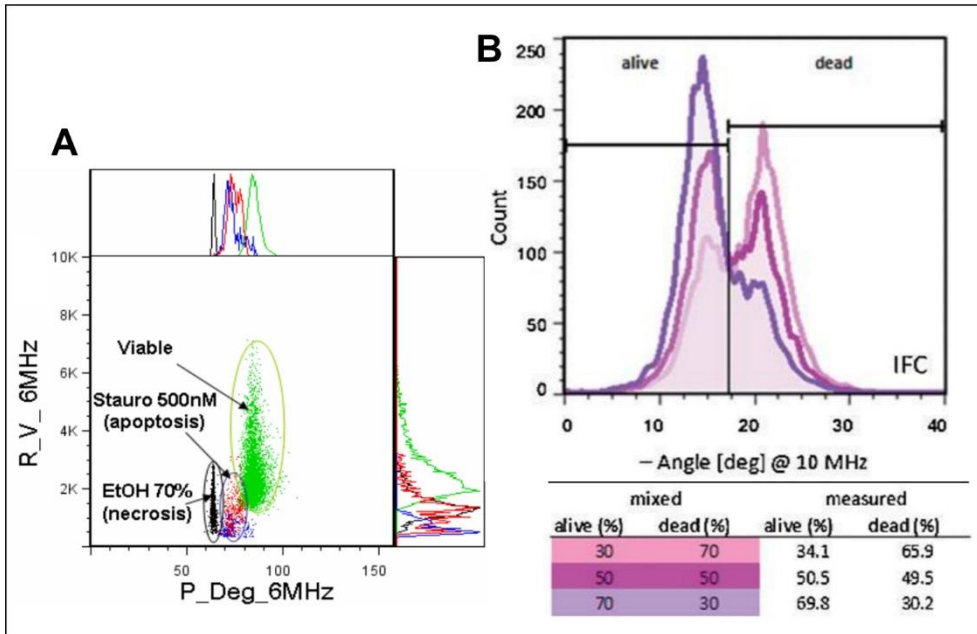 A
10K
8K
6K
4K
2K
R_V_ 6MHz
Viable
Stauro 500nM
(apoptosis)
EtOH 70%
(necrosis)
50
100
150
P_Deg_6MHz
B
250
200
150
100
50
0
Count
alive
dead
IFC
0
10
20
30
40
– Angle [deg] @ 10 MHz
mixed measured
alive (%) dead (%) alive (%) dead (%)
30 70 34.1 65.9
50 50 50.5 49.5
70 30 69.8 30.2